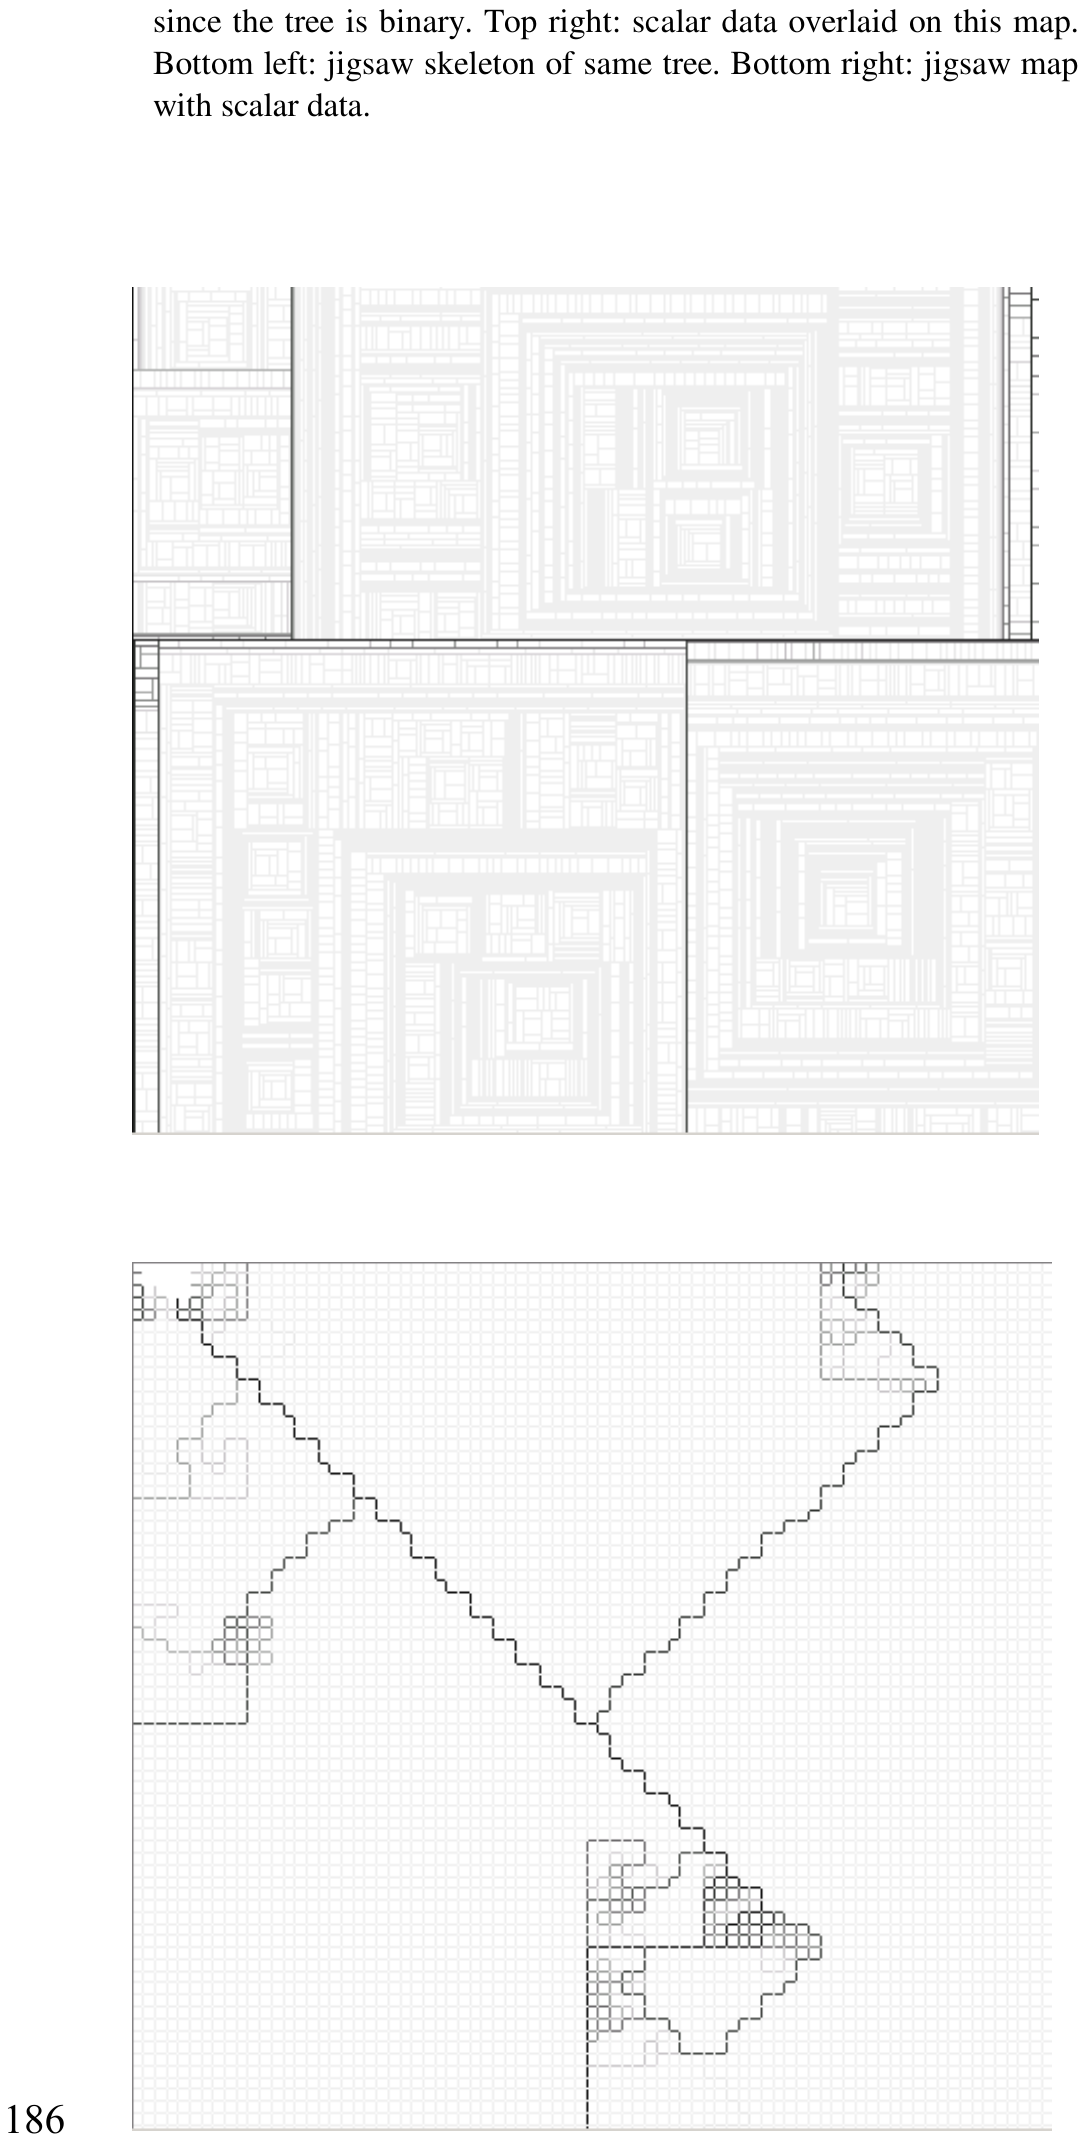 since the tree is binary. Top right: scalar data overlaid on this map.
Bottom left: jigsaw skeleton of same tree. Bottom right: jigsaw map
with scalar data.
186